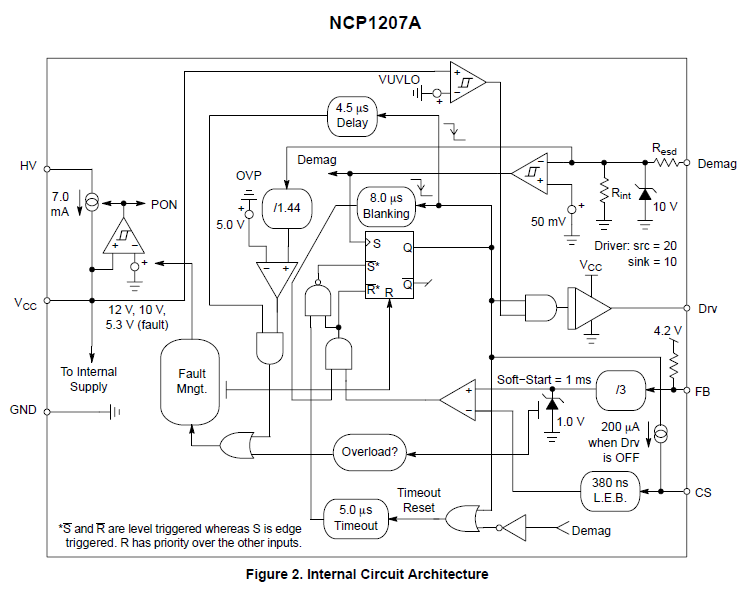 NCP1207A
VUVLO
+
−
+
4.5 μs
Delay
HV
Demag
Resd
Demag
−
+
OVP
7.0
mA
PON
/1.44
8.0 μs
Blanking
Rint
10 V
5.0 V
+
50 mV
+
+ −
+
S
Q
Driver: src = 20
sink = 10
− +
S*
VCC
R* R
Q
VCC
12 V, 10 V,
5.3 V (fault)
Drv
4.2 V
To Internal
Supply
Fault
Mngt.
Soft−Start = 1 ms
+
−
/3
FB
GND
1.0 V
200 μA
when Drv
is OFF
Overload?
380 ns
L.E.B.
CS
Timeout
Reset
5.0 μs
Timeout
Demag
*S and R are level triggered whereas S is edge
triggered. R has priority over the other inputs.
Figure 2. Internal Circuit Architecture